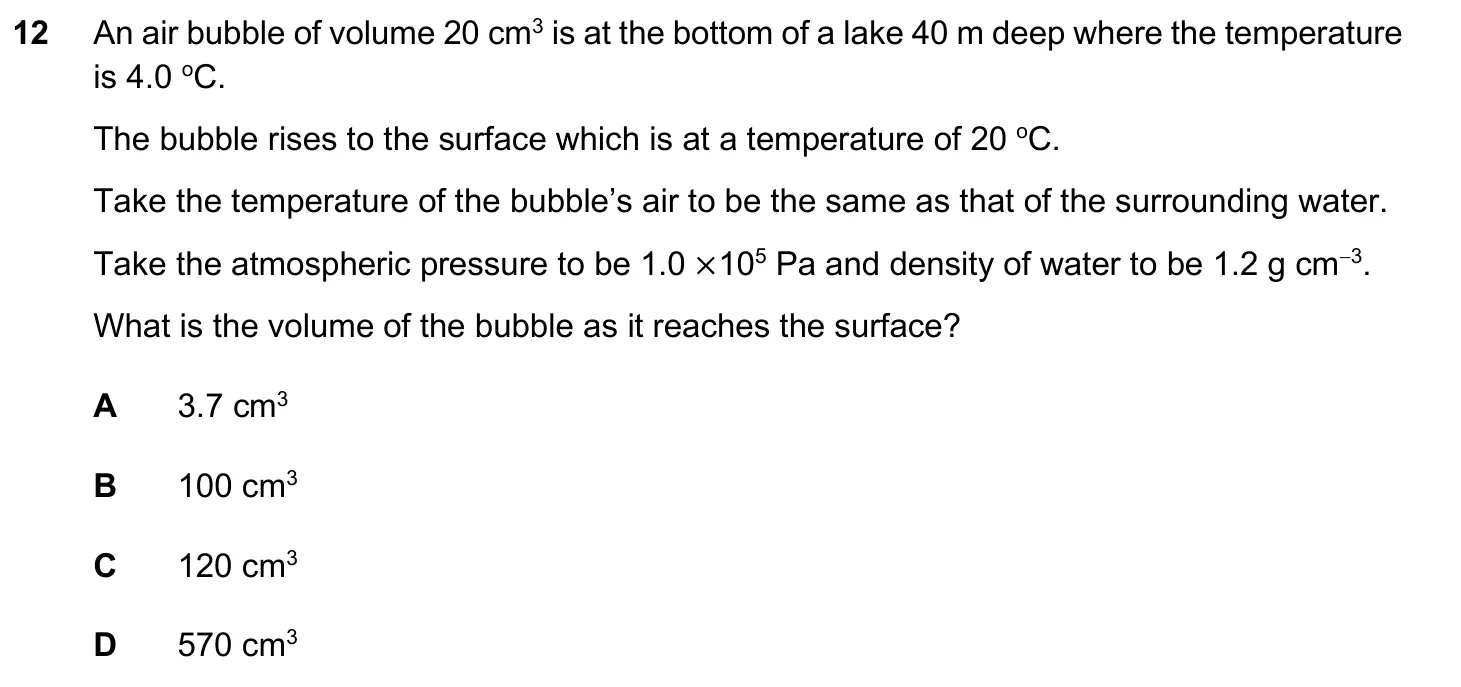 12 An air bubble of volume 20 cm³ is at the bottom of a lake 40 m deep where the temperature
is 4.0 ºC.
The bubble rises to the surface which is at a temperature of 20 ºC.
Take the temperature of the bubble’s air to be the same as that of the surrounding water.
Take the atmospheric pressure to be 1.0 ×10⁵ Pa and density of water to be 1.2 g cm⁻³.
What is the volume of the bubble as it reaches the surface?
A 3.7 cm³
B 100 cm³
C 120 cm³
D 570 cm³